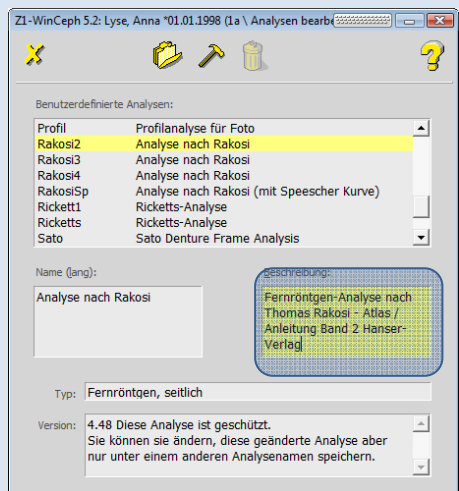 Z1-WinCeph 5.2: Lyse, Anna *01.01.1998 (1a \ Analysen bearbe
Benutzerdefinierte Analysen:
Profil Profilanalyse für Foto
Rakosi2 Analyse nach Rakosi
Rakosi3 Analyse nach Rakosi
Rakosi4 Analyse nach Rakosi
RakosiSp Analyse nach Rakosi (mit Speescher Kurve)
Rickett1 Ricketts-Analyse
Ricketts Ricketts-Analyse
Sato Sato Denture Frame Analysis
Name (lang):
Analyse nach Rakosi
Beschreibung:
Fernröntgen-Analyse nach
Thomas Rakosi - Atlas /
Anleitung Band 2 Hanser-
Verlag
Typ: Fernröntgen, seitlich
Version: 4.48 Diese Analyse ist geschützt.
Sie können sie ändern, diese geänderte Analyse aber
nur unter einem anderen Analysenamen speichern.